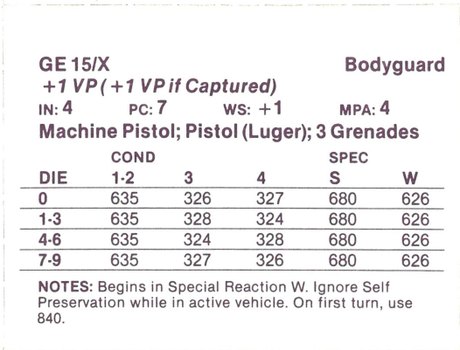 GE 15/X Bodyguard
+1 VP (+1 VP if Captured)
IN: 4 PC: 7 WS: +1 MPA: 4
Machine Pistol; Pistol (Luger); 3 Grenades
COND SPEC
DIE 1-2 3 4 S W
0 635 326 327 680 626
1-3 635 328 324 680 626
4-6 635 324 328 680 626
7-9 635 327 326 680 626
NOTES: Begins in Special Reaction W. Ignore Self
Preservation while in active vehicle. On first turn, use
840.